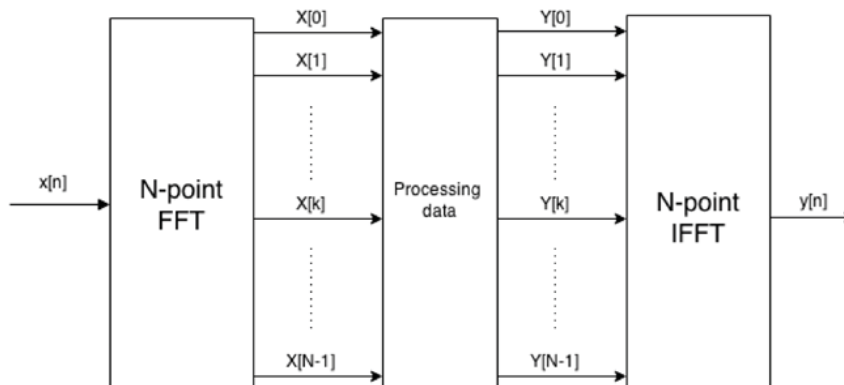 X[0]
Y[0]
X[1]
Y[1]
x[n]
N-point
FFT
Processing
data
X[k]
Y[k]
N-point
IFFT
y[n]
X[N-1]
Y[N-1]